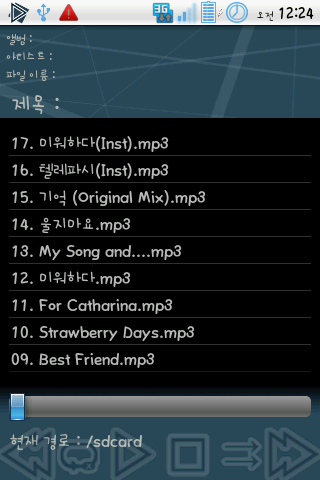 3G
오전 12:24
앨범 :
아티스트 :
파일 이름 :
제목 :
17. 미워하다(Inst).mp3
16. 텔레파시(Inst).mp3
15. 기억 (Original Mix).mp3
14. 울지마요.mp3
13. My Song and....mp3
12. 미워하다.mp3
11. For Catharina.mp3
10. Strawberry Days.mp3
09. Best Friend.mp3
현재 경로 : /sdcard